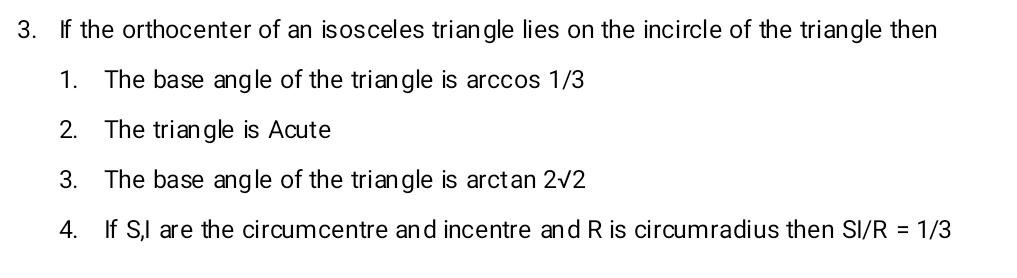 3. If the orthocenter of an isosceles triangle lies on the incircle of the triangle then
1. The base angle of the triangle is arccos 1/3
2. The triangle is Acute
3. The base angle of the triangle is arctan 2√2
4. If S,I are the circumcentre and incentre and R is circumradius then SI/R = 1/3